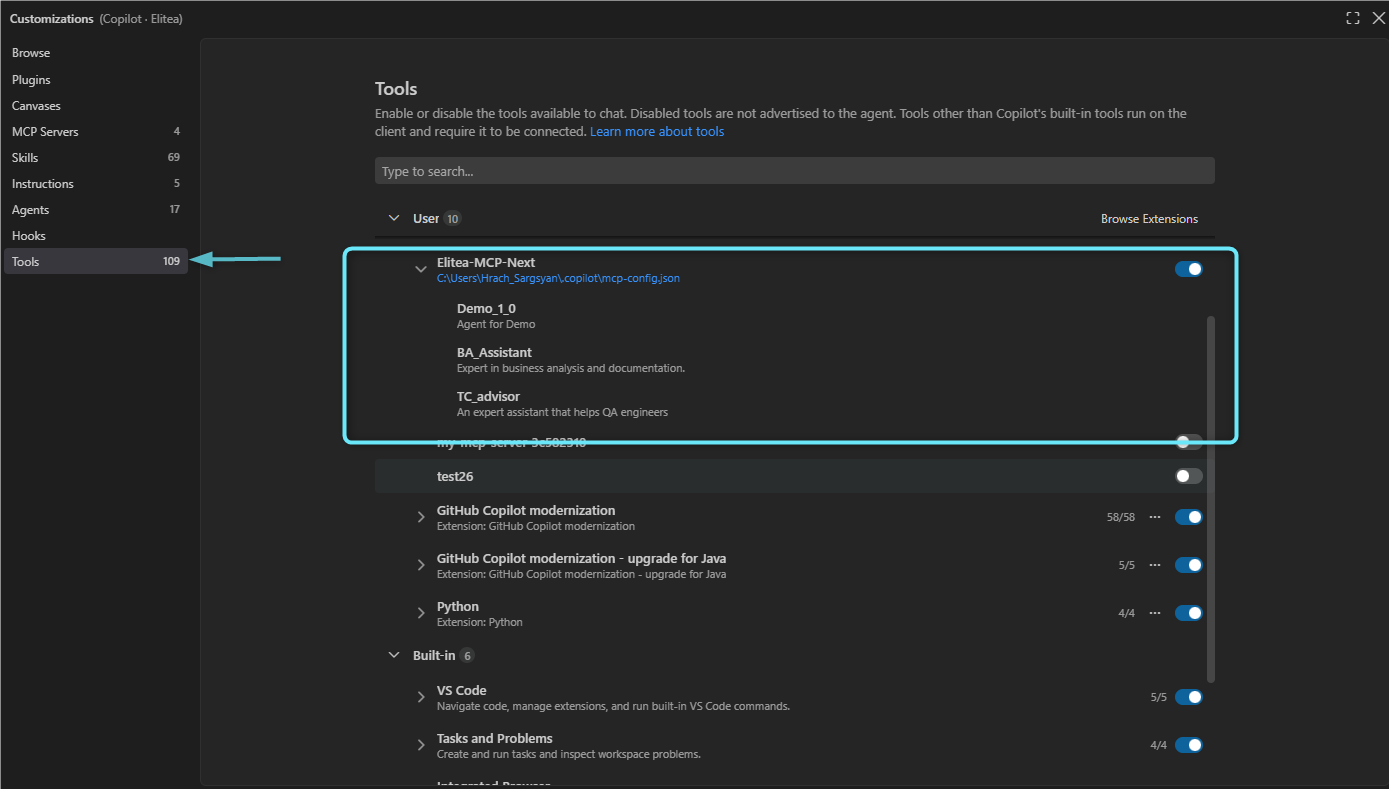 Customizations (Copilot · Elitea)
Browse
Plugins
Canvases
MCP Servers 4
Skills 69
Instructions 5
Agents 17
Hooks
Tools 109
Tools
Enable or disable the tools available to chat. Disabled tools are not advertised to the agent. Tools other than Copilot's built-in tools run on the
client and require it to be connected. Learn more about tools
Type to search...
User 10 Browse Extensions
Elitea-MCP-Next
C:\Users\Hrach_Sargsyan\.copilot\mcp-config.json
Demo_1_0
Agent for Demo
BA_Assistant
Expert in business analysis and documentation.
TC_advisor
An expert assistant that helps QA engineers
my-mcp-server-3c582310
test26
GitHub Copilot modernization 58/58
Extension: GitHub Copilot modernization
GitHub Copilot modernization - upgrade for Java 5/5
Extension: GitHub Copilot modernization - upgrade for Java
Python 4/4
Extension: Python
Built-in 6
VS Code 5/5
Navigate code, manage extensions, and run built-in VS Code commands.
Tasks and Problems 4/4
Create and run tasks and inspect workspace problems.
Integrated Browser